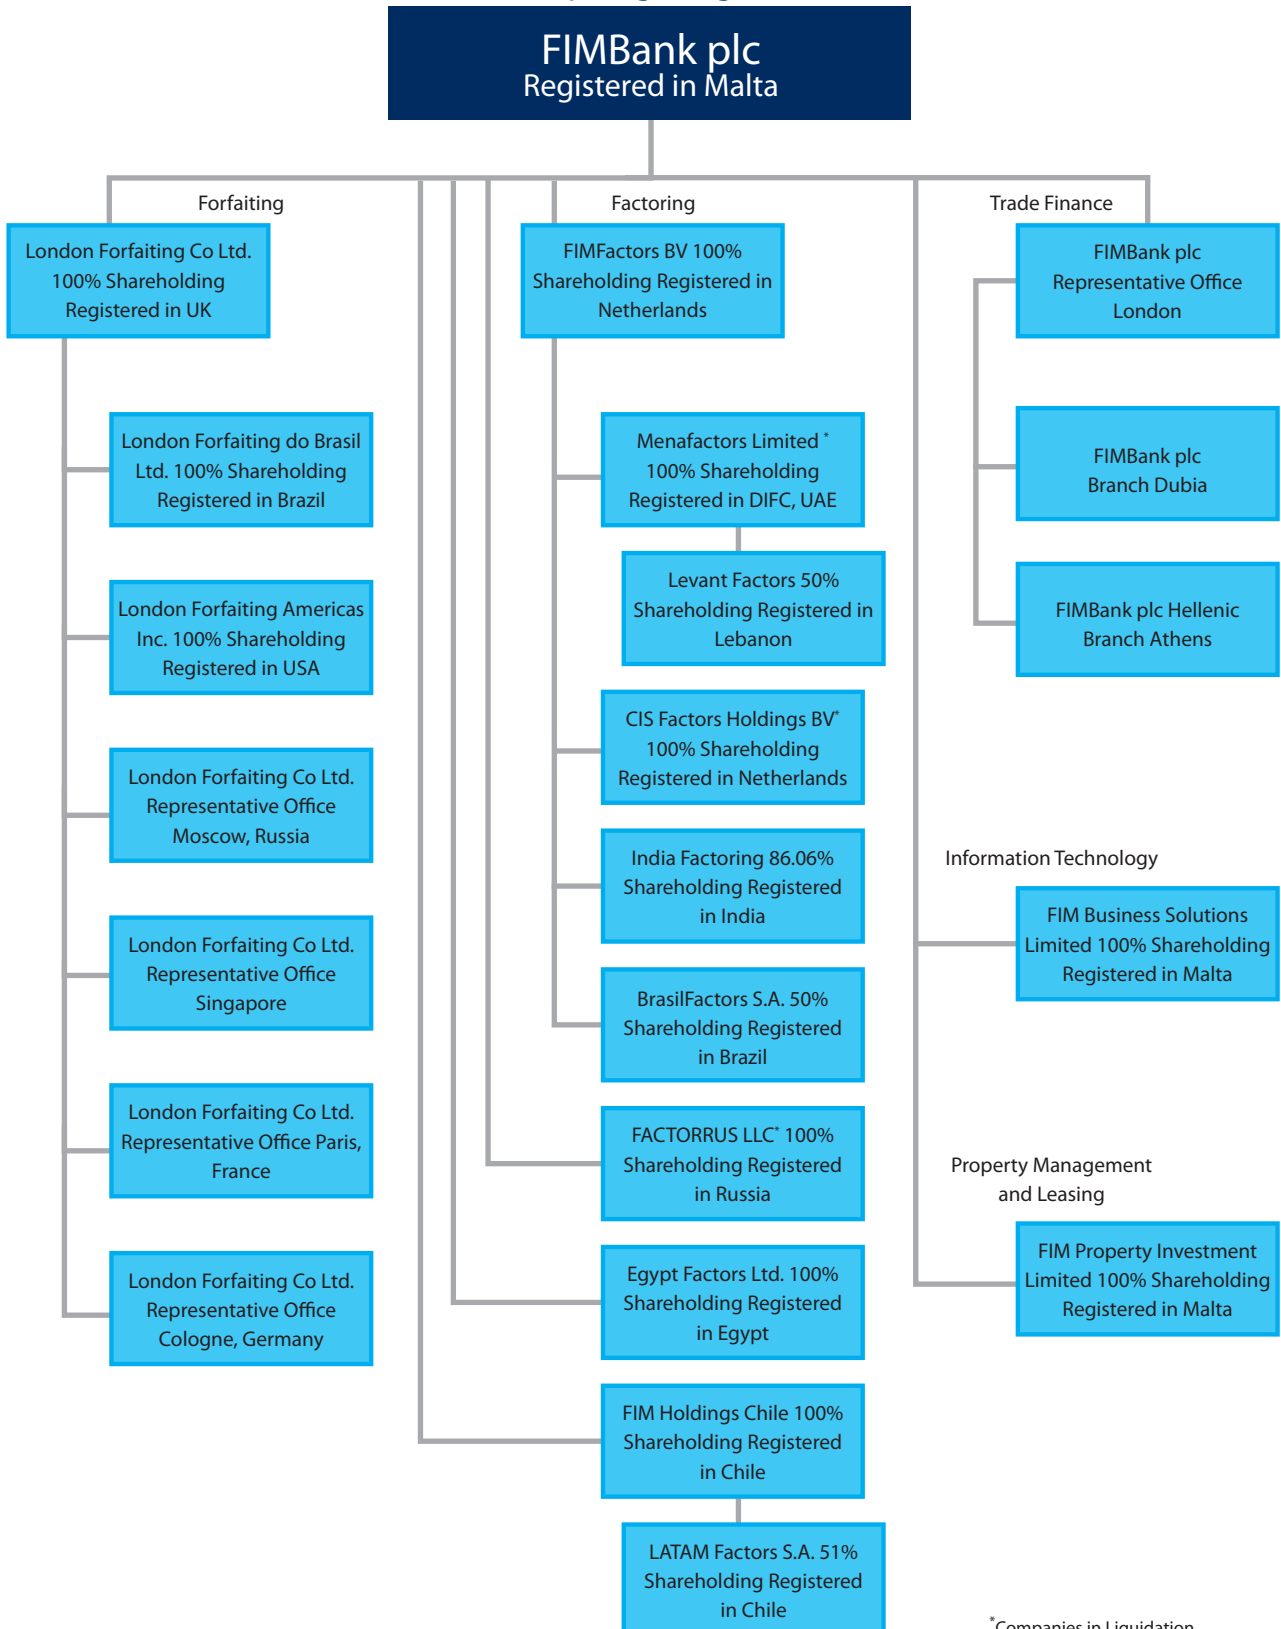 FIMBank plc
Registered in Malta
Forfaiting
London Forfaiting Co Ltd.
100% Shareholding
Registered in UK
London Forfaiting do Brasil
Ltd. 100% Shareholding
Registered in Brazil
London Forfaiting Americas
Inc. 100% Shareholding
Registered in USA
London Forfaiting Co Ltd.
Representative Office
Moscow, Russia
London Forfaiting Co Ltd.
Representative Office
Singapore
London Forfaiting Co Ltd.
Representative Office Paris,
France
London Forfaiting Co Ltd.
Representative Office
Cologne, Germany
Factoring
FIMFactors BV 100%
Shareholding Registered in
Netherlands
Menafactors Limited *
100% Shareholding
Registered in DIFC, UAE
Levant Factors 50%
Shareholding Registered in
Lebanon
CIS Factors Holdings BV*
100% Shareholding
Registered in Netherlands
India Factoring 86.06%
Shareholding Registered
in India
BrasilFactors S.A. 50%
Shareholding Registered
in Brazil
FACTORRUS LLC* 100%
Shareholding Registered
in Russia
Egypt Factors Ltd. 100%
Shareholding Registered
in Egypt
FIM Holdings Chile 100%
Shareholding Registered
in Chile
LATAM Factors S.A. 51%
Shareholding Registered
in Chile
Trade Finance
FIMBank plc
Representative Office
London
FIMBank plc
Branch Dubia
FIMBank plc Hellenic
Branch Athens
Information Technology
FIM Business Solutions
Limited 100% Shareholding
Registered in Malta
Property Management
and Leasing
FIM Property Investment
Limited 100% Shareholding
Registered in Malta
*Companies in Liquidation